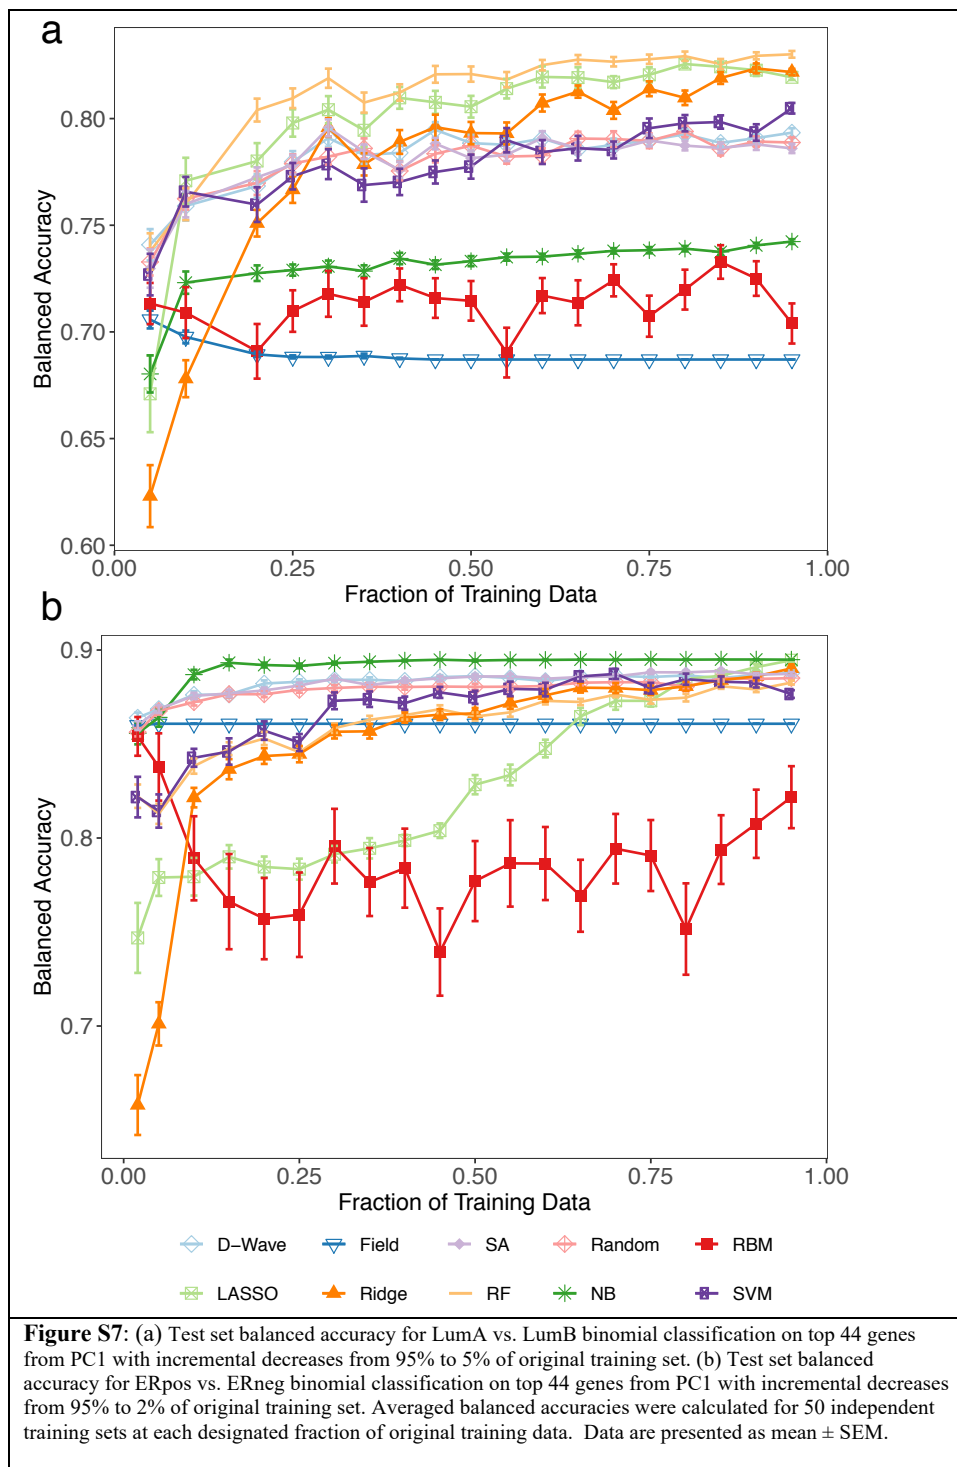 a
0.80
0.75
0.70
0.65
0.60
Balanced Accuracy
0.00 0.25 0.50 0.75 1.00
Fraction of Training Data
b
0.9
0.8
0.7
Balanced Accuracy
0.00 0.25 0.50 0.75 1.00
Fraction of Training Data
D-Wave Field SA Random RBM
LASSO Ridge RF NB SVM
Figure S7: (a) Test set balanced accuracy for LumA vs. LumB binomial classification on top 44 genes
from PC1 with incremental decreases from 95% to 5% of original training set. (b) Test set balanced
accuracy for ERpos vs. ERneg binomial classification on top 44 genes from PC1 with incremental decreases
from 95% to 2% of original training set. Averaged balanced accuracies were calculated for 50 independent
training sets at each designated fraction of original training data. Data are presented as mean ± SEM.